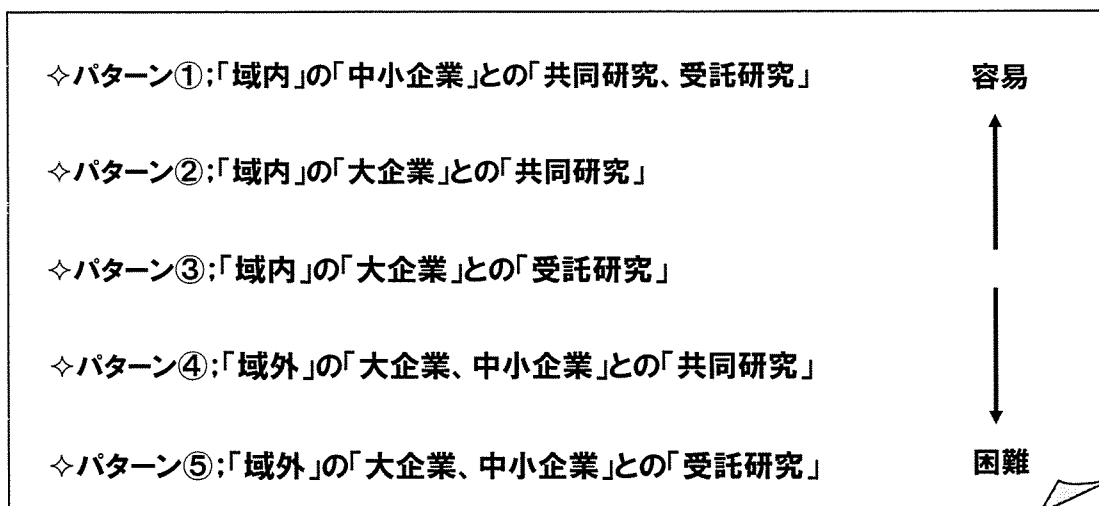 ✧パターン①;「域内」の「中小企業」との「共同研究、受託研究」 容易
✧パターン②;「域内」の「大企業」との「共同研究」
✧パターン③;「域内」の「大企業」との「受託研究」
✧パターン④;「域外」の「大企業、中小企業」との「共同研究」
✧パターン⑤;「域外」の「大企業、中小企業」との「受託研究」 困難